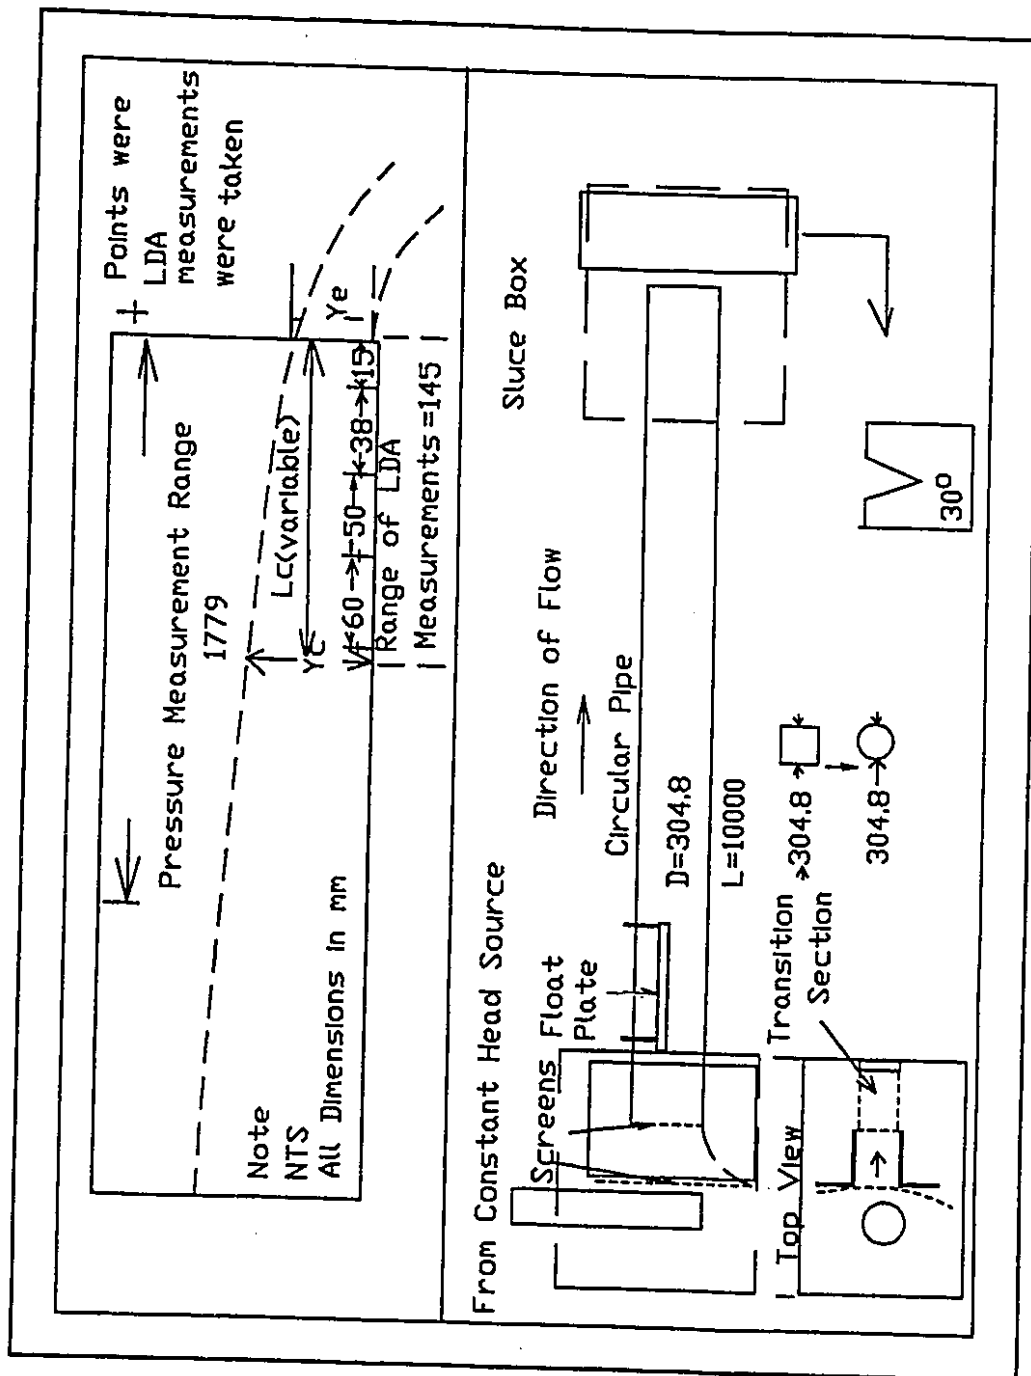 Points were
LDA
measurements
were taken
Pressure Measurement Range
1779
Lc(variable)
Ye
Yc
60
50
38
15
Range of LDA
Measurements=145
Note
NTS
All Dimensions in mm
From Constant Head Source
Screens
Float
Plate
Direction of Flow
Circular Pipe
D=304.8
L=10000
Sluce Box
30°
Transition
Section
304.8
304.8
Top View